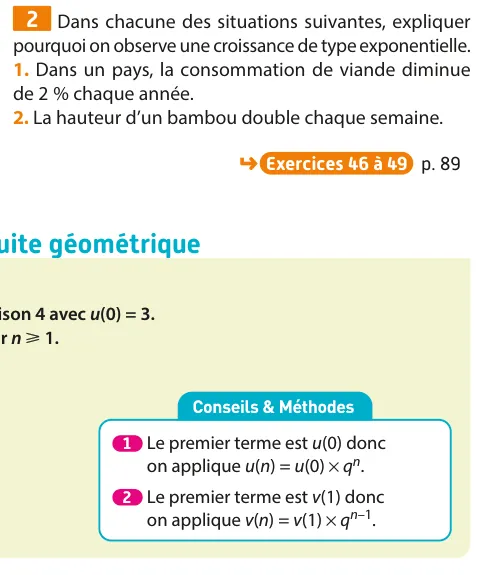 2 Dans chacune des situations suivantes, expliquer
pourquoi on observe une croissance de type exponentielle.
1. Dans un pays, la consommation de viande diminue
de 2 % chaque année.
2. La hauteur d'un bambou double chaque semaine.
↪ Exercices 46 à 49 p. 89
uite géométrique
ison 4 avec u(0) = 3.
r n ⩾ 1.
Conseils & Méthodes
1 Le premier terme est u(0) donc
on applique u(n) = u(0) × qⁿ.
2 Le premier terme est v(1) donc
on applique v(n) = v(1) × qⁿ⁻¹.